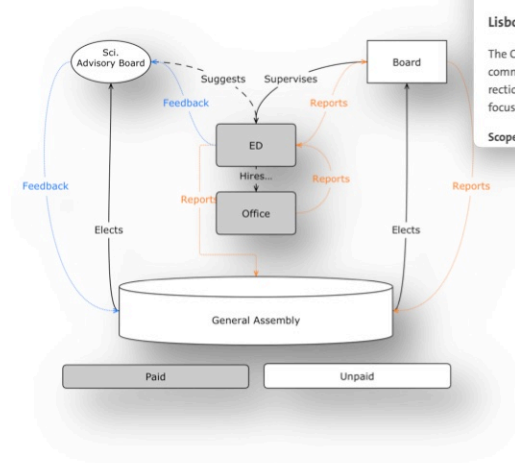 Sci.
Advisory Board
Board
Lisbo
The C
comm
rectio
focus
Scope
Suggests
Supervises
Feedback
Reports
ED
Hires...
Reports
Feedback
Reports
Reports
Office
Elects
Elects
General Assembly
Paid
Unpaid